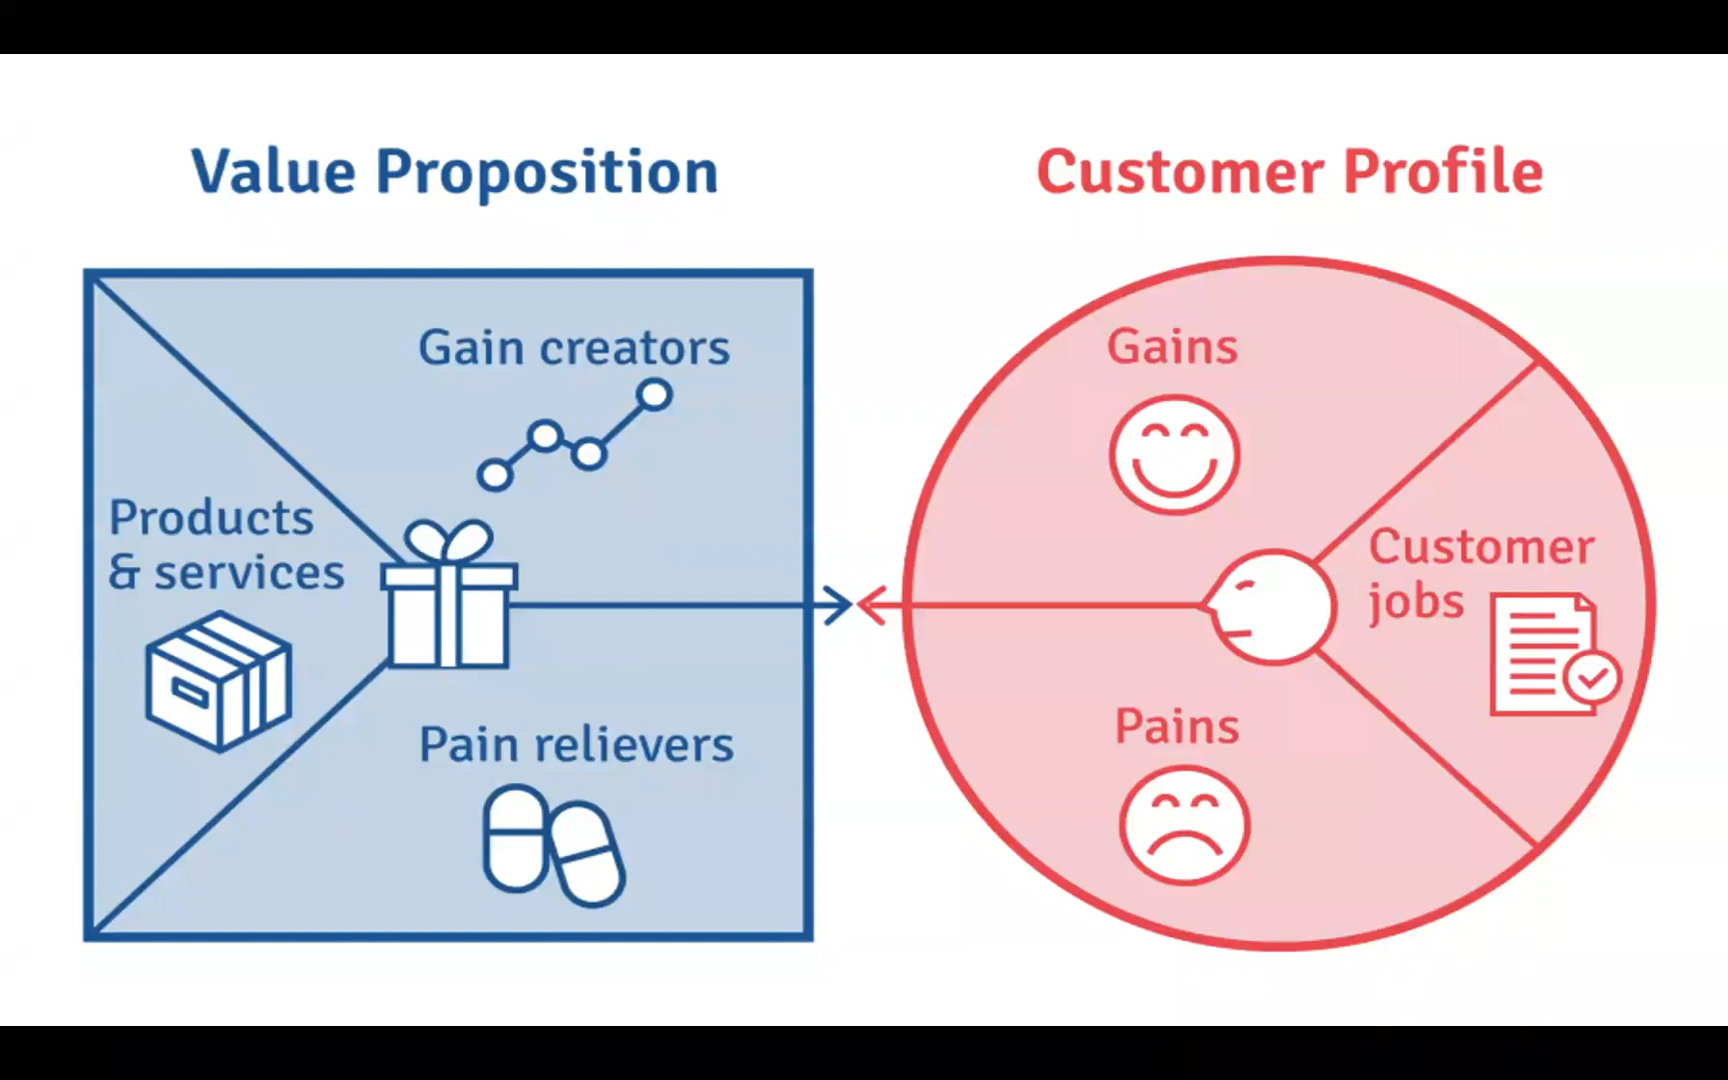 Value Proposition
Customer Profile
Gain creators
Products
& services
Pain relievers
Gains
Customer
jobs
Pains